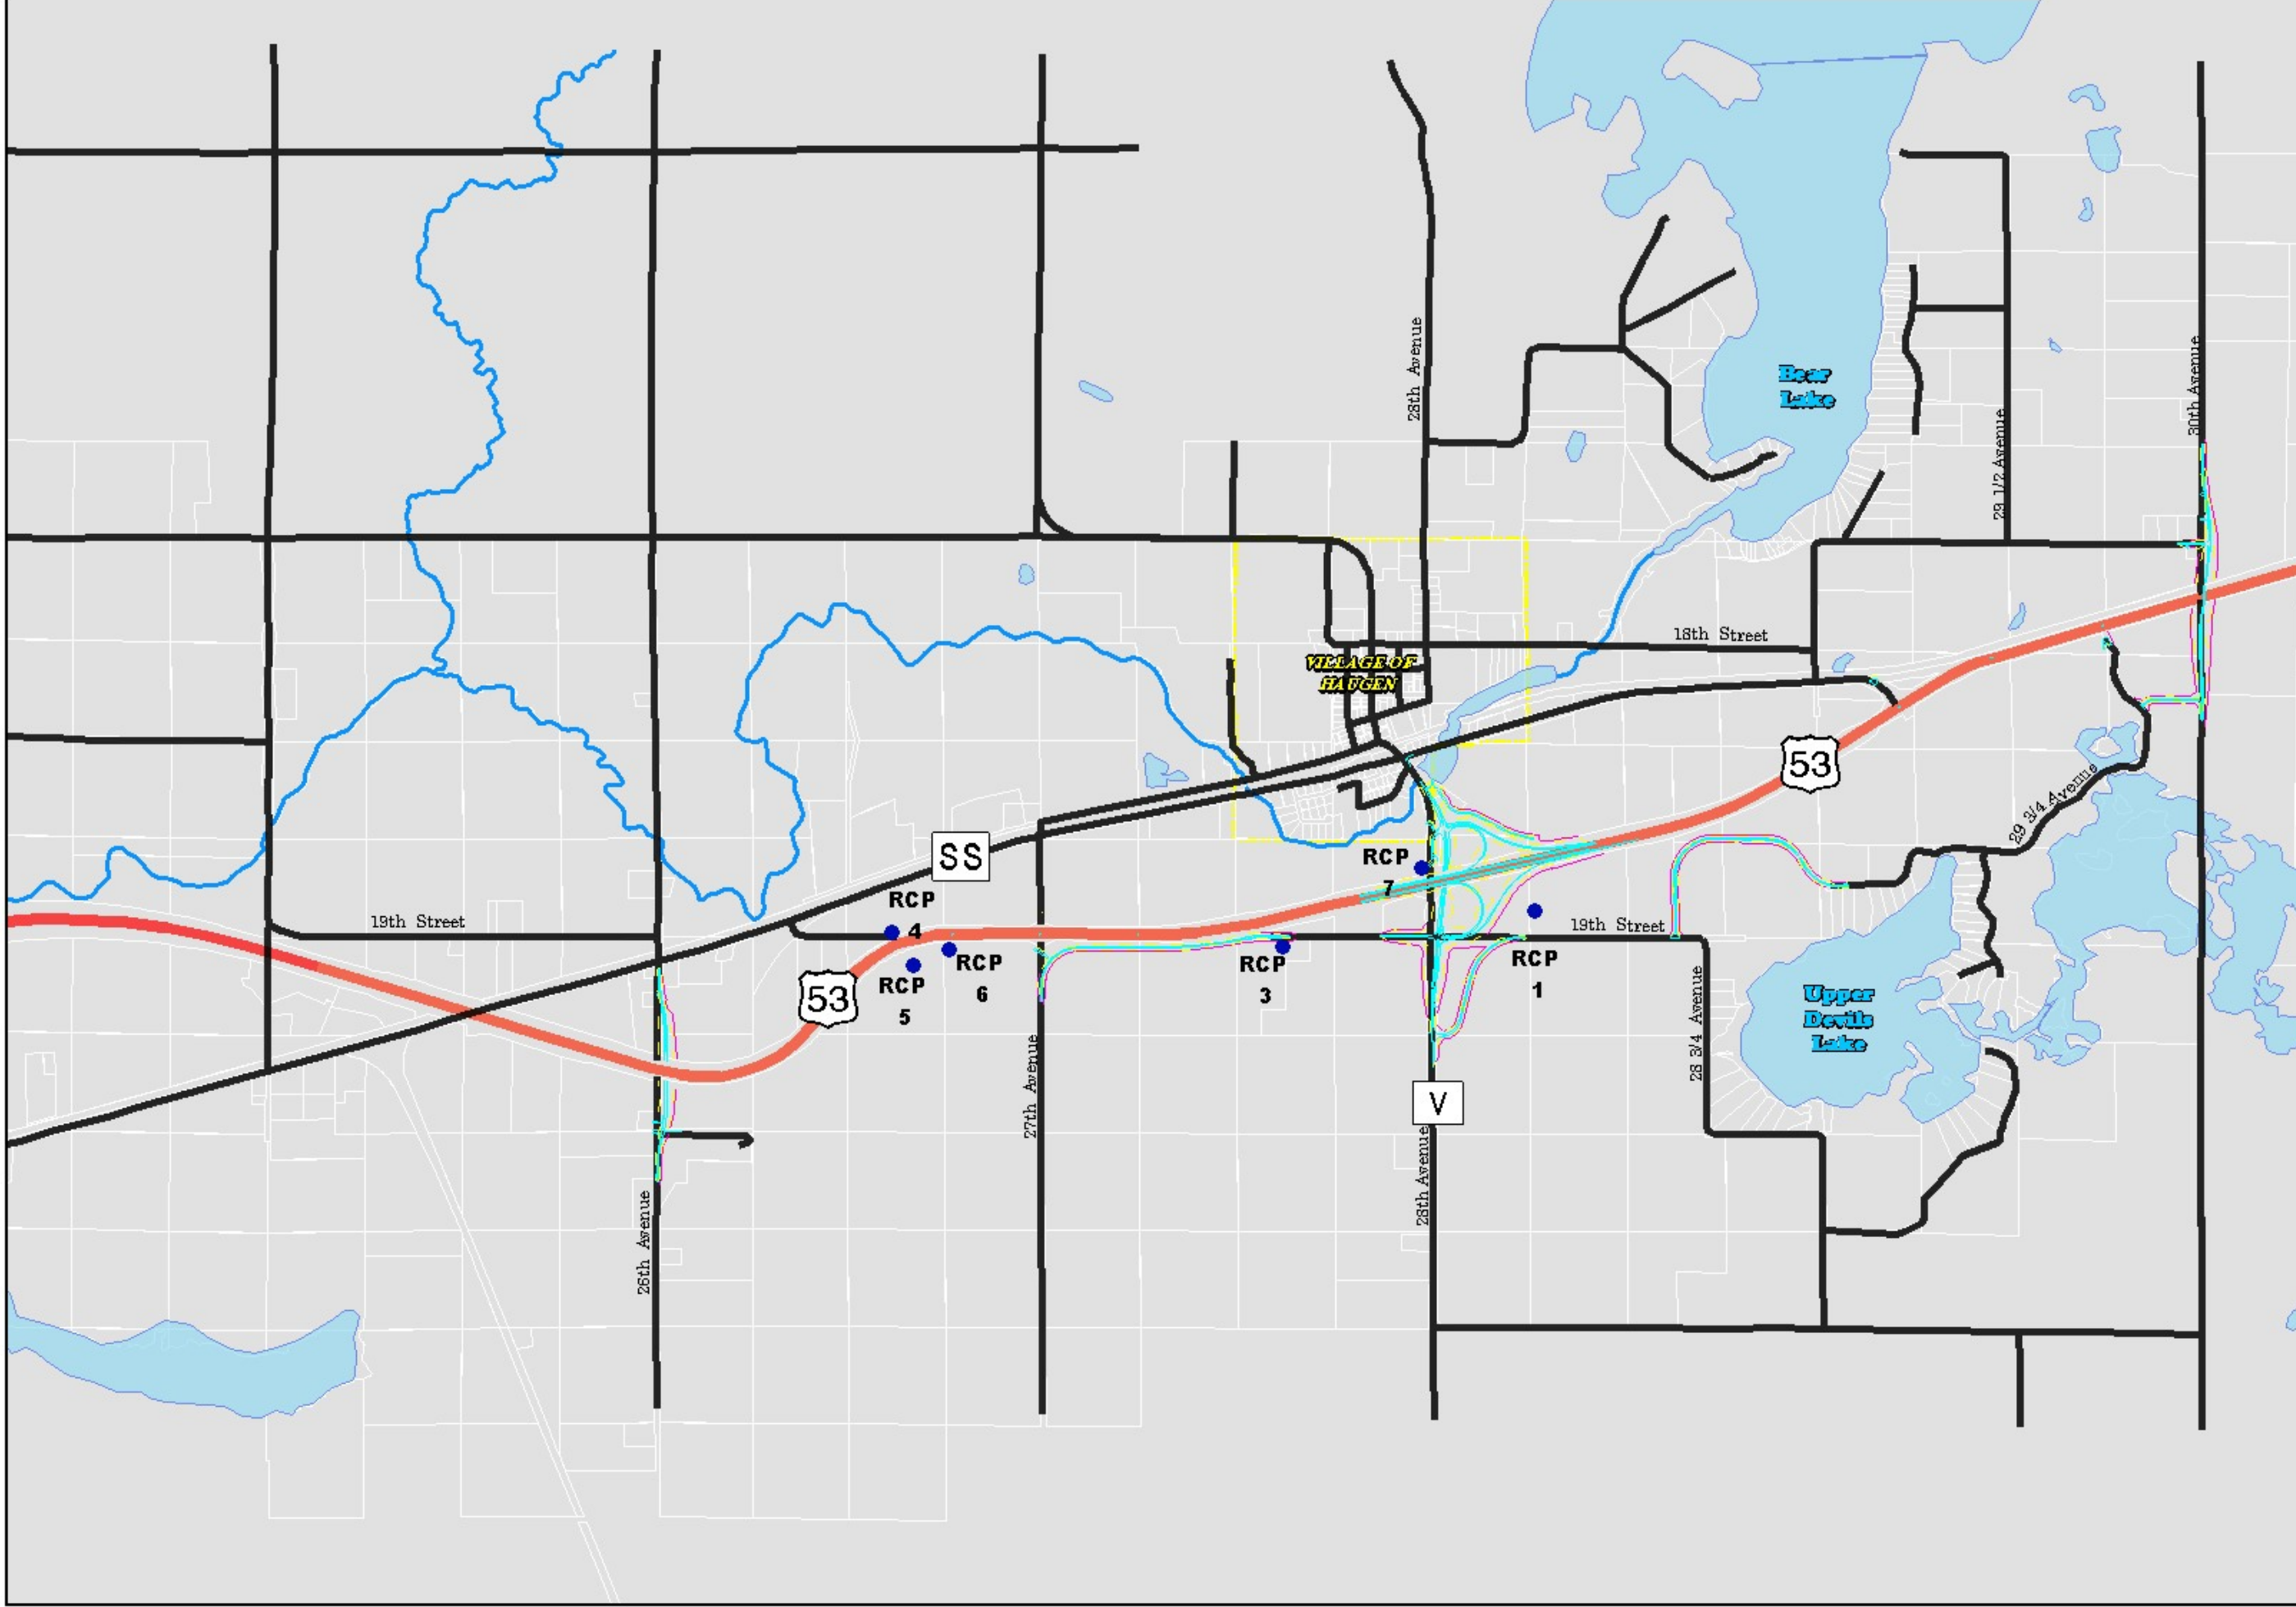 28th Avenue
30th Avenue
Bear
Lake
29 1/2 Avenue
18th Street
VILLAGE OF
HAUGEN
53
29 3/4 Avenue
SS
RCP
7
RCP
4
19th Street
19th Street
RCP
6
RCP
5
53
RCP
3
RCP
1
Upper
Devils
Lake
28 3/4 Avenue
27th Avenue
V
28th Avenue
26th Avenue